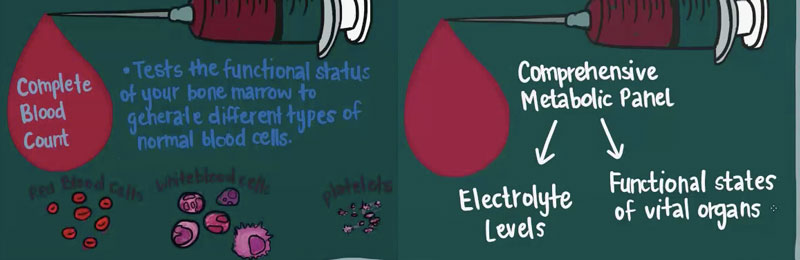 Complete
Blood
Count
• Tests the functional status
of your bone marrow to
generate different types of
normal blood cells.
Red Blood Cells
White blood cells
platelets
Comprehensive
Metabolic Panel
Electrolyte
Levels
Functional states
of vital organs